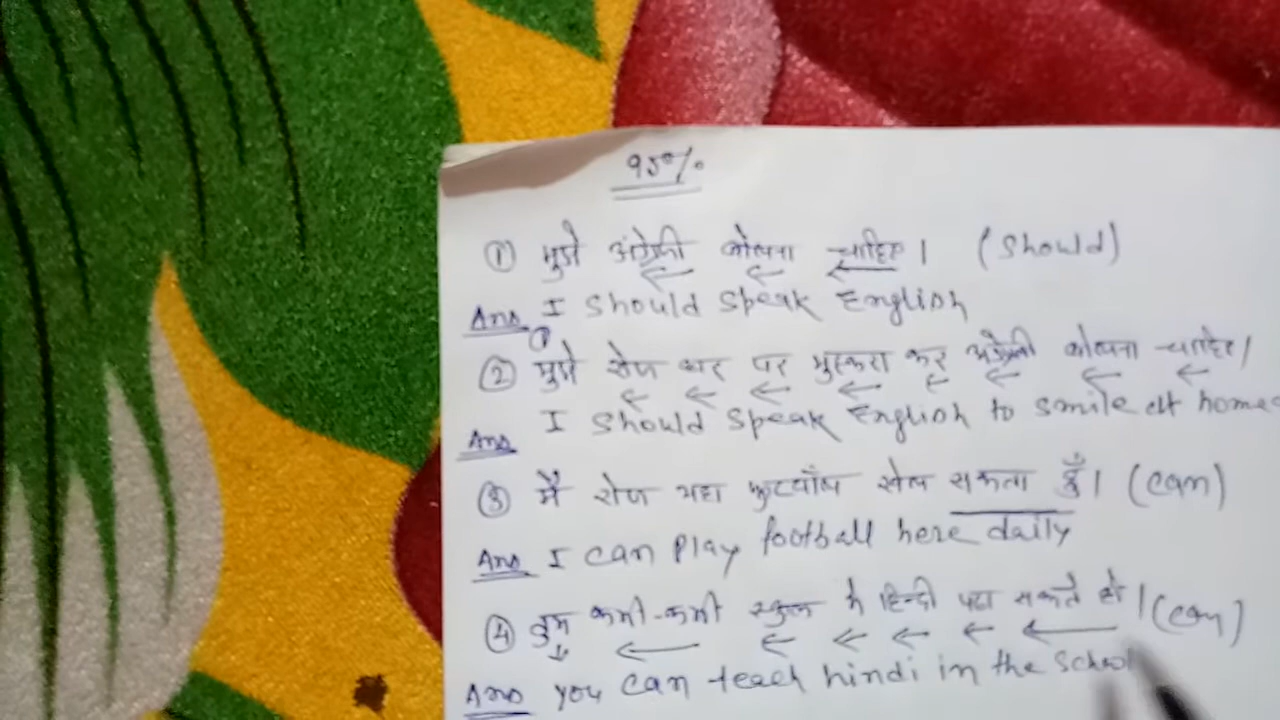 95%
① मुझे अंग्रेजी बोलना चाहिए। (Should)
Ans I should speak English
② मुझे रोज घर पर मुस्करा कर अंग्रेजी बोलना चाहिए।
Ans I should speak English to smile at home
③ मैं रोज यहा फुटबॉल खेल सकता हूँ। (can)
Ans I can play football here daily
④ तुम कभी-कभी स्कुल मे हिन्दी पढा सकते हो। (can)
Ans you can teach hindi in the school